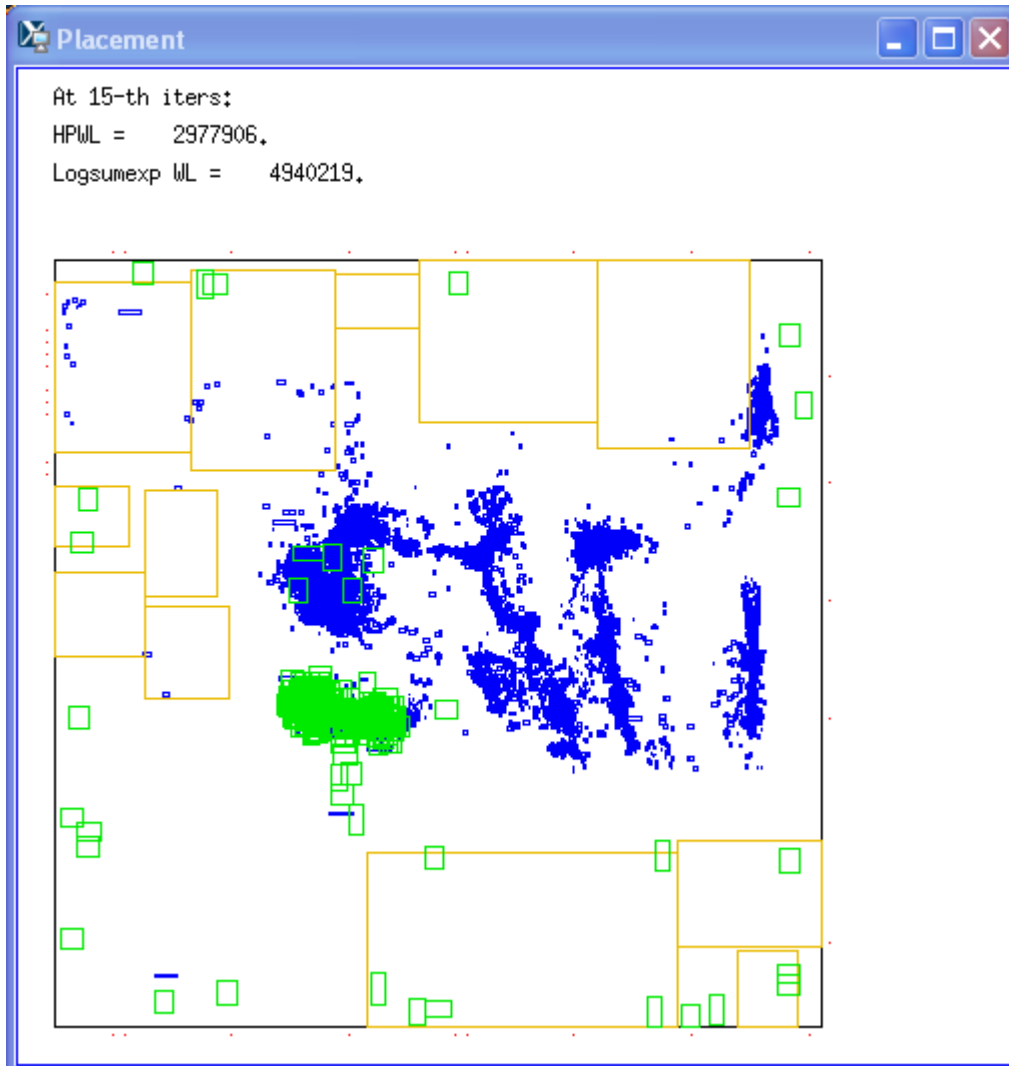 Placement
At 15-th iters:
HPWL = 2977906.
Logsumexp WL = 4940219.